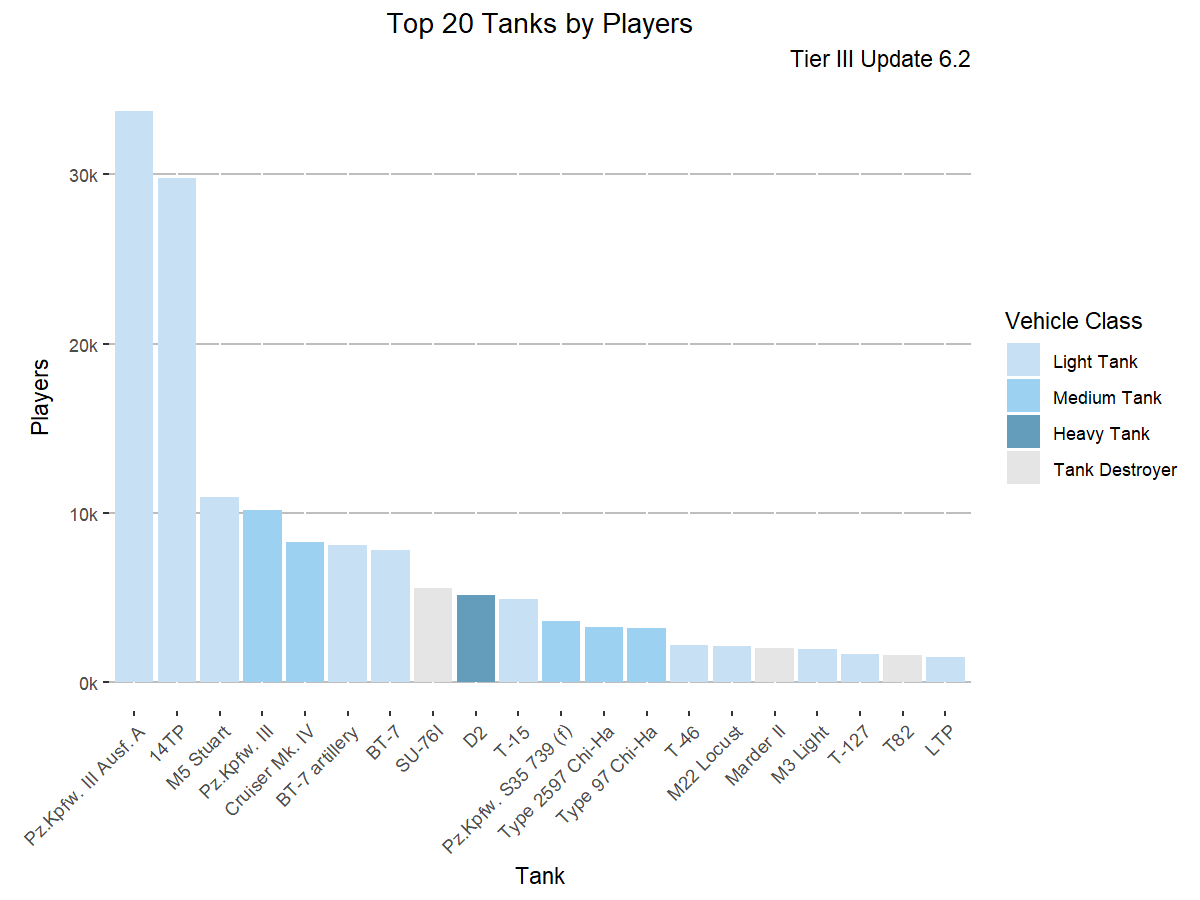 Top 20 Tanks by Players
Tier III Update 6.2
30k
20k
10k
0k
Players
Pz.Kpfw. III Ausf. A
14TP
M5 Stuart
Pz.Kpfw. III
Cruiser Mk. IV
BT-7 artillery
BT-7
SU-76I
D2
T-15
Pz.Kpfw. S35 739 (f)
Type 2597 Chi-Ha
Type 97 Chi-Ha
T-46
M22 Locust
Marder II
M3 Light
T-127
T82
LTP
Tank
Vehicle Class
Light Tank
Medium Tank
Heavy Tank
Tank Destroyer